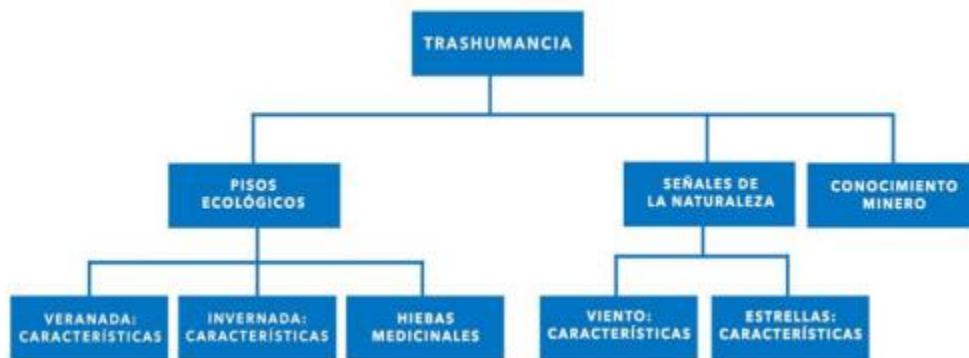 TRASHUMANCIA
PISOS
ECOLÓGICOS
SEÑALES DE
LA NATURALEZA
CONOCIMIENTO
MINERO
VERANADA:
CARACTERÍSTICAS
INVERNADA:
CARACTERÍSTICAS
HIEBAS
MEDICINALES
VIENTO:
CARACTERÍSTICAS
ESTRELLAS:
CARACTERÍSTICAS